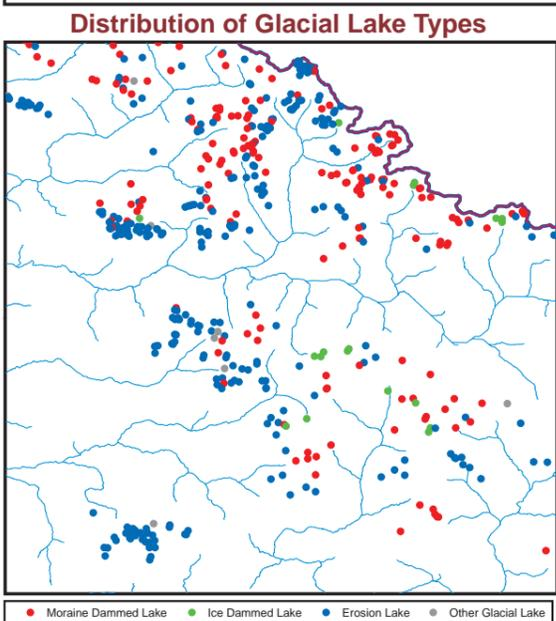 Distribution of Glacial Lake Types
Moraine Dammed Lake Ice Dammed Lake Erosion Lake Other Glacial Lake